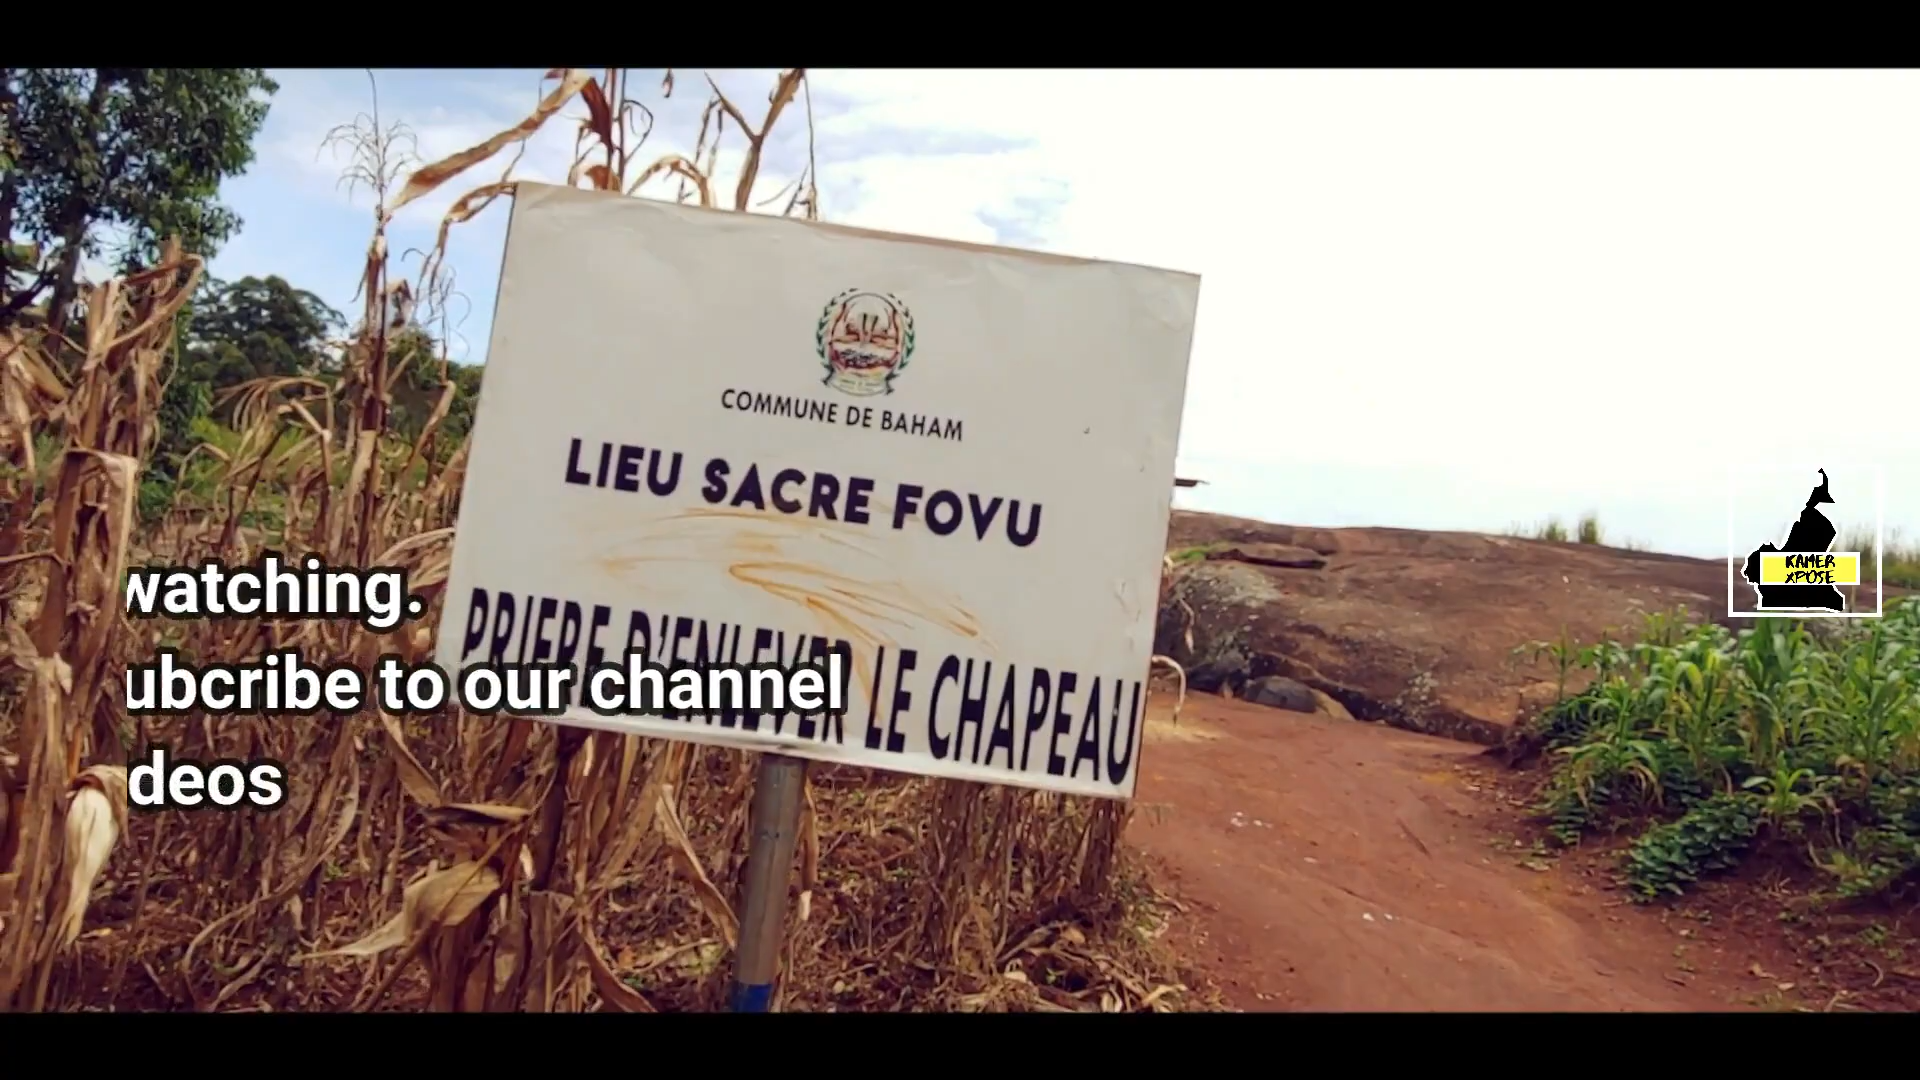 COMMUNE DE BAHAM
LIEU SACRE FOVU
PRIERE D'ENLEVER LE CHAPEAU
watching.
ubcribe to our channel
deos
KAMER
XPOSE